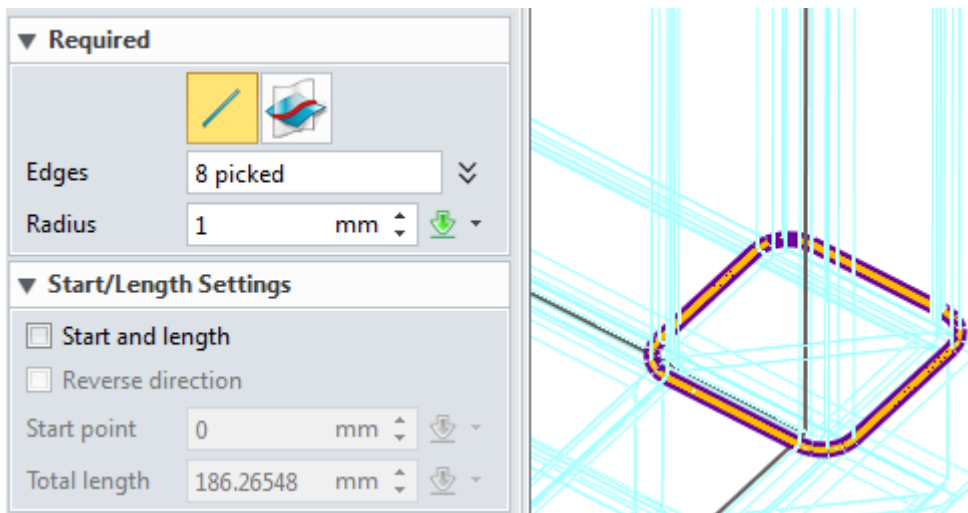 Required
Edges 8 picked
Radius 1 mm
Start/Length Settings
Start and length
Reverse direction
Start point 0 mm
Total length 186.26548 mm